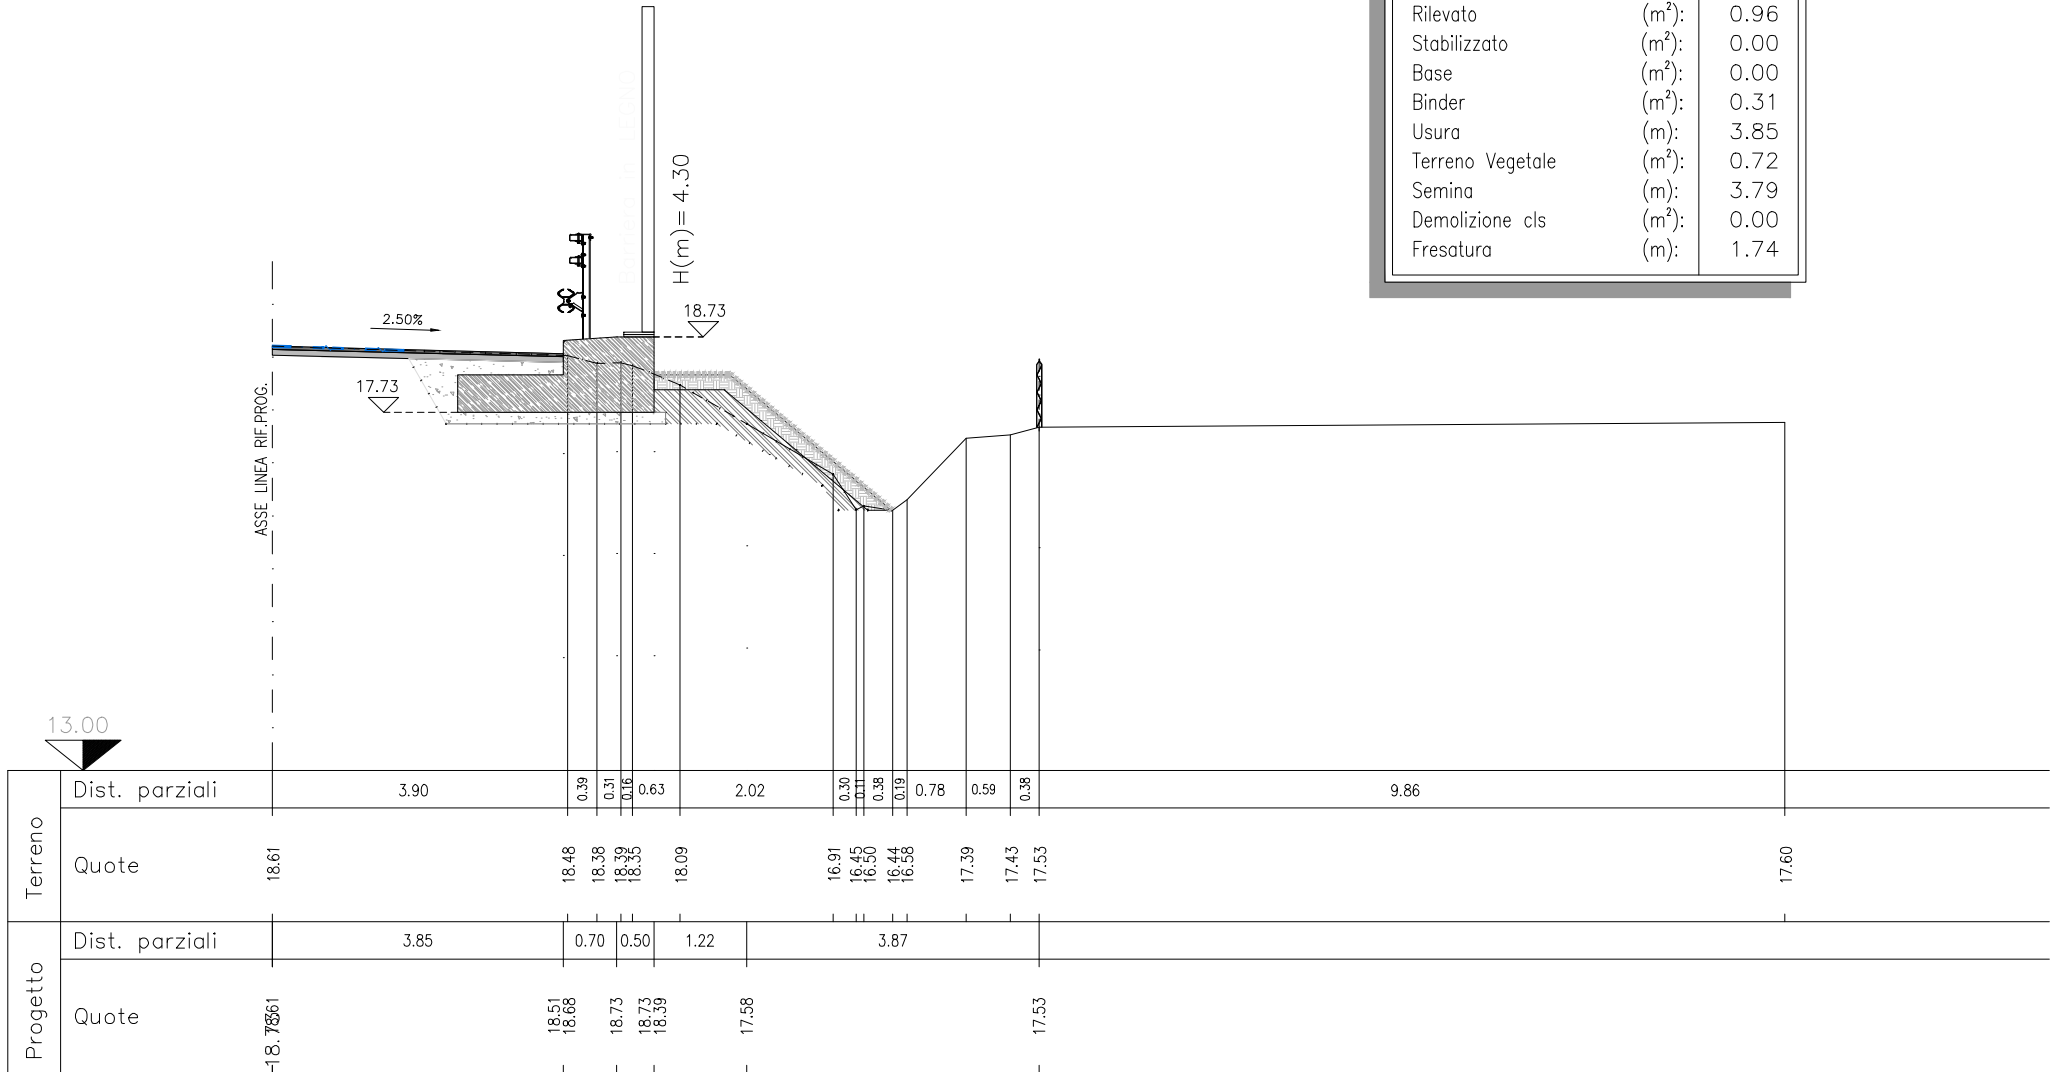 Rilevato (m²): 0.96
Stabilizzato (m²): 0.00
Base (m²): 0.00
Binder (m²): 0.31
Usura (m): 3.85
Terreno Vegetale (m²): 0.72
Semina (m): 3.79
Demolizione cls (m²): 0.00
Fresatura (m): 1.74
H(m)= 4.30
18.73
2.50%
17.73
ASSE LINEA RIF.PROG.
13.00
Terreno
Dist. parziali 3.90 0.39 0.31 0.16 0.63 2.02 0.30 0.11 0.38 0.19 0.78 0.59 0.38 9.86
Quote 18.61 18.48 18.38 18.39 18.35 18.09 16.91 16.45 16.50 16.44 16.58 17.39 17.43 17.53 17.60
Progetto
Dist. parziali 3.85 0.70 0.50 1.22 3.87
Quote 18.51 18.68 18.73 18.73 18.39 17.58 17.53